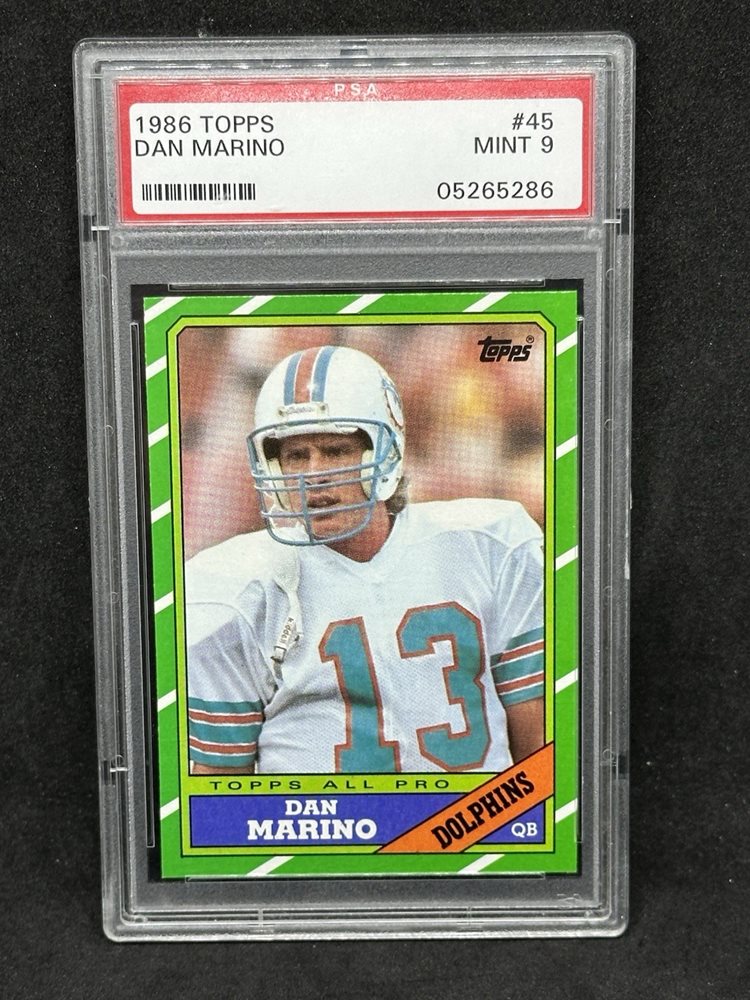 PSA
1986 TOPPS #45
DAN MARINO MINT 9
05265286
topps®
13
TOPPS ALL PRO
DAN
MARINO
DOLPHINS
QB